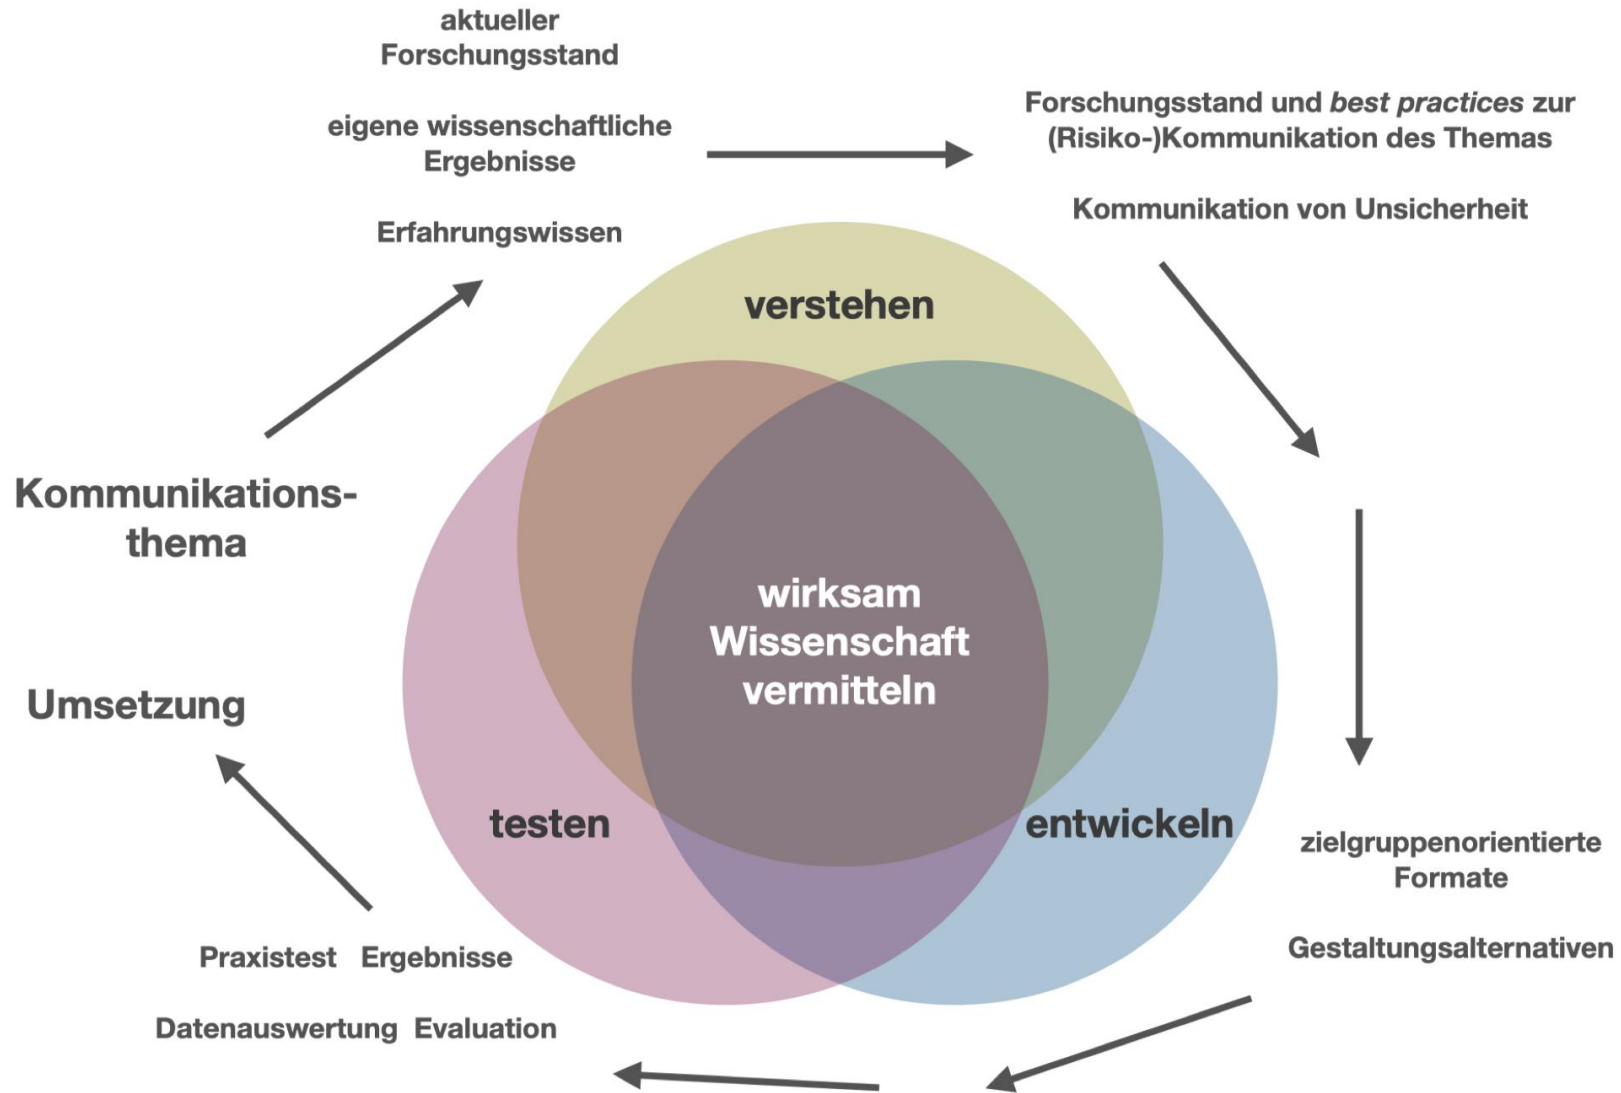 aktueller
Forschungsstand
eigene wissenschaftliche
Ergebnisse
Erfahrungswissen
Forschungsstand und best practices zur
(Risiko-)Kommunikation des Themas
Kommunikation von Unsicherheit
verstehen
Kommunikations-
thema
wirksam
Wissenschaft
vermitteln
Umsetzung
testen
entwickeln
zielgruppenorientierte
Formate
Gestaltungsalternativen
Praxistest Ergebnisse
Datenauswertung Evaluation